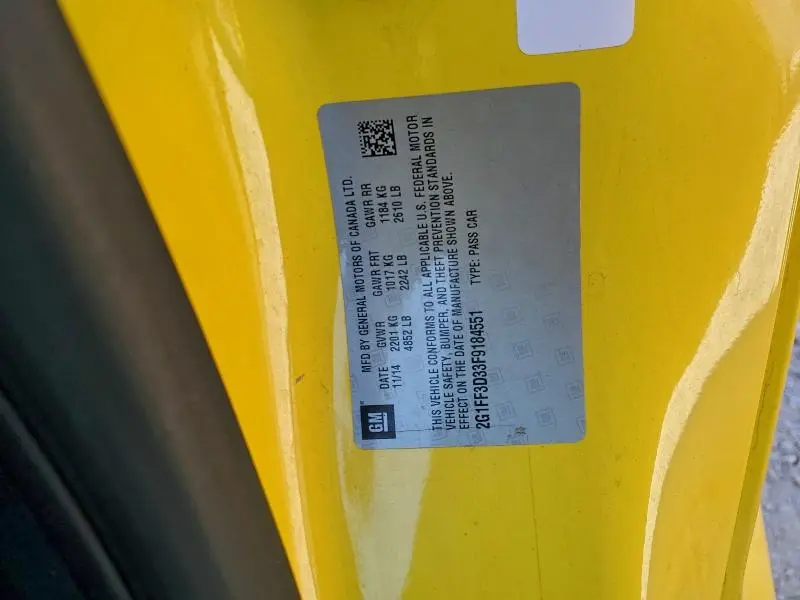 GM
MFD BY GENERAL MOTORS OF CANADA LTD.
DATE GVWR GAWR FRT GAWR RR
11/14 2201 KG 1017 KG 1184 KG
4852 LB 2242 LB 2610 LB
THIS VEHICLE CONFORMS TO ALL APPLICABLE U.S. FEDERAL MOTOR
VEHICLE SAFETY, BUMPER, AND THEFT PREVENTION STANDARDS IN
EFFECT ON THE DATE OF MANUFACTURE SHOWN ABOVE.
2G1FF3D33F9184551 TYPE: PASS CAR